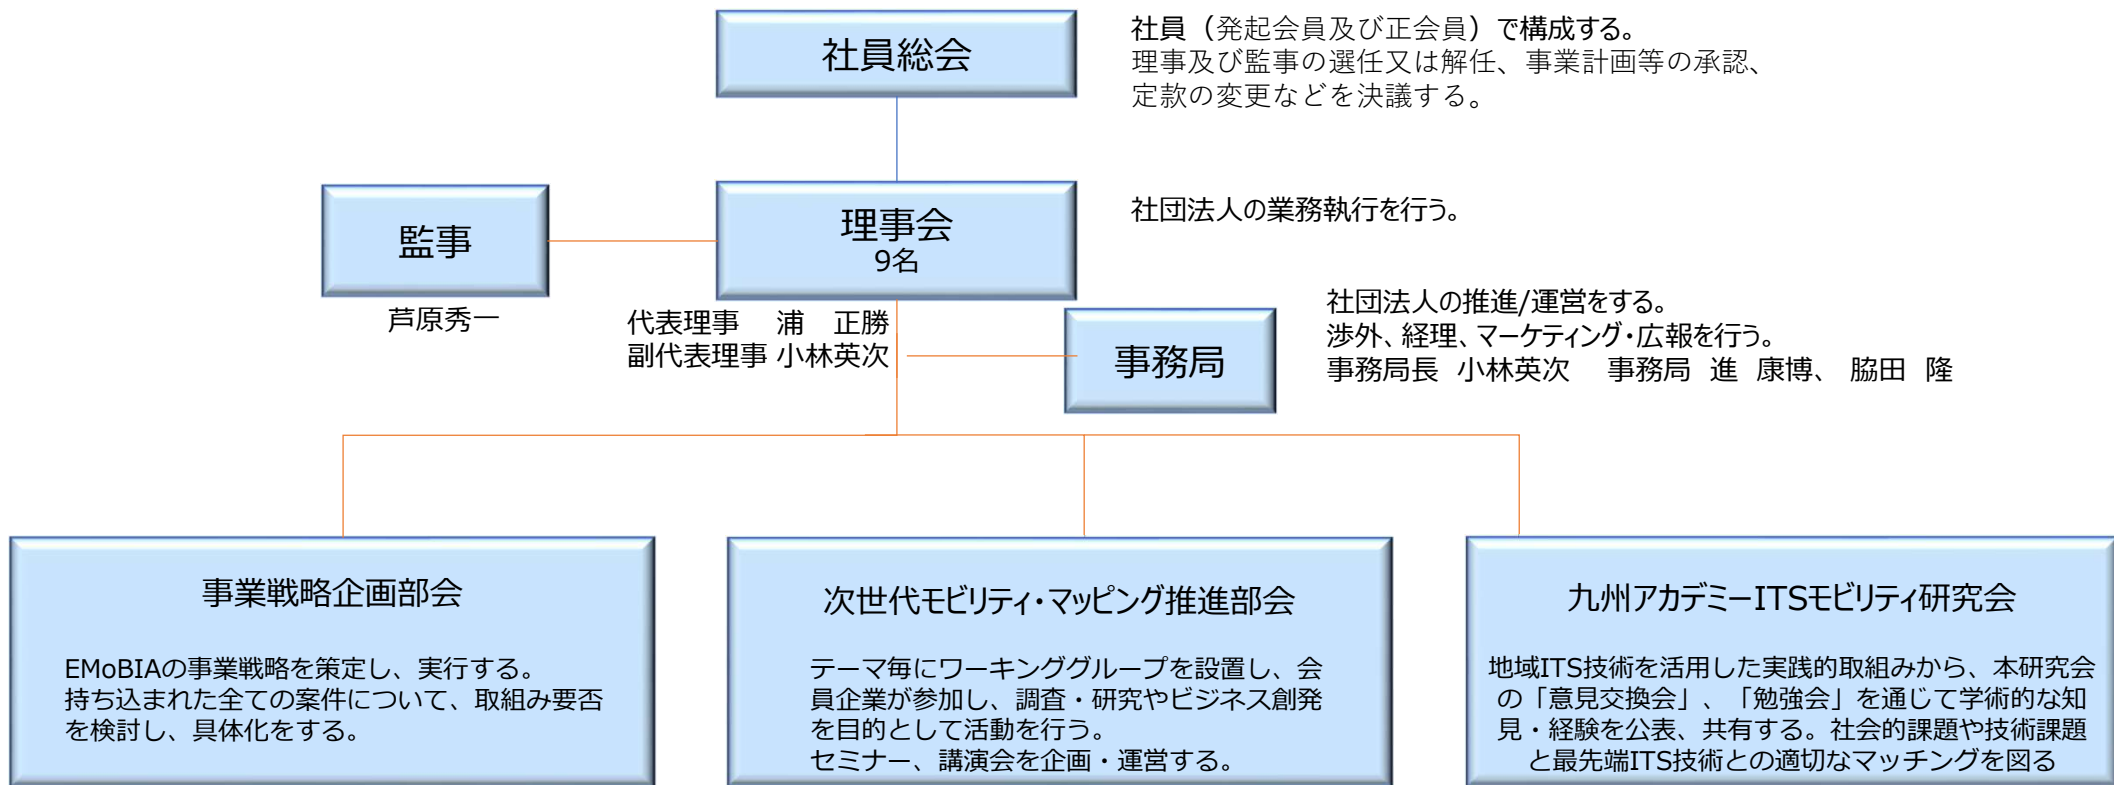 社員総会
社員（発起会員及び正会員）で構成する。
理事及び監事の選任又は解任、事業計画等の承認、
定款の変更などを決議する。
監事
芦原秀一
理事会
9名
社団法人の業務執行を行う。
代表理事　浦　正勝
副代表理事 小林英次
事務局
社団法人の推進/運営をする。
渉外、経理、マーケティング・広報を行う。
事務局長 小林英次　事務局 進 康博、 脇田 隆
事業戦略企画部会
EMoBIAの事業戦略を策定し、実行する。
持ち込まれた全ての案件について、取組み要否
を検討し、具体化をする。
次世代モビリティ・マッピング推進部会
テーマ毎にワーキンググループを設置し、会
員企業が参加し、調査・研究やビジネス創発
を目的として活動を行う。
セミナー、講演会を企画・運営する。
九州アカデミーITSモビリティ研究会
地域ITS技術を活用した実践的取組みから、本研究会
の「意見交換会」、「勉強会」を通じて学術的な知
見・経験を公表、共有する。社会的課題や技術課題
と最先端ITS技術との適切なマッチングを図る